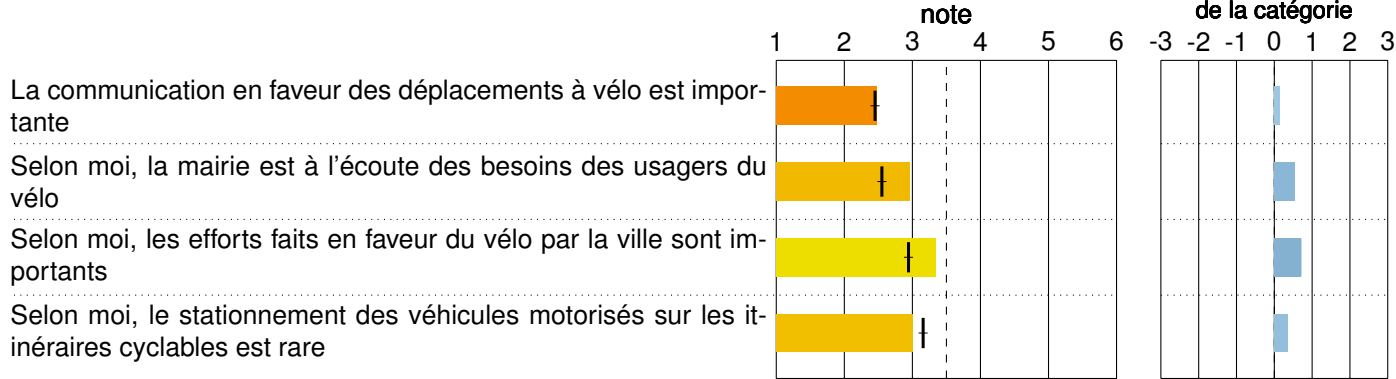 note
de la catégorie
1 2 3 4 5 6
-3 -2 -1 0 1 2 3
La communication en faveur des déplacements à vélo est impor-
tante
Selon moi, la mairie est à l'écoute des besoins des usagers du
vélo
Selon moi, les efforts faits en faveur du vélo par la ville sont im-
portants
Selon moi, le stationnement des véhicules motorisés sur les it-
inéraires cyclables est rare